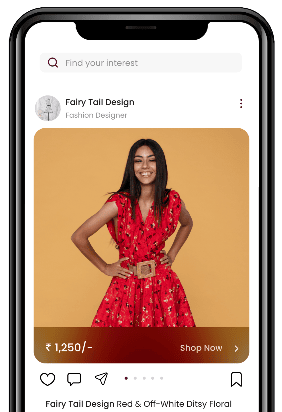 Find your interest
Fairy Tail Design
Fashion Designer
₹ 1,250/-
Shop Now
Fairy Tail Design Red & Off-White Ditsy Floral